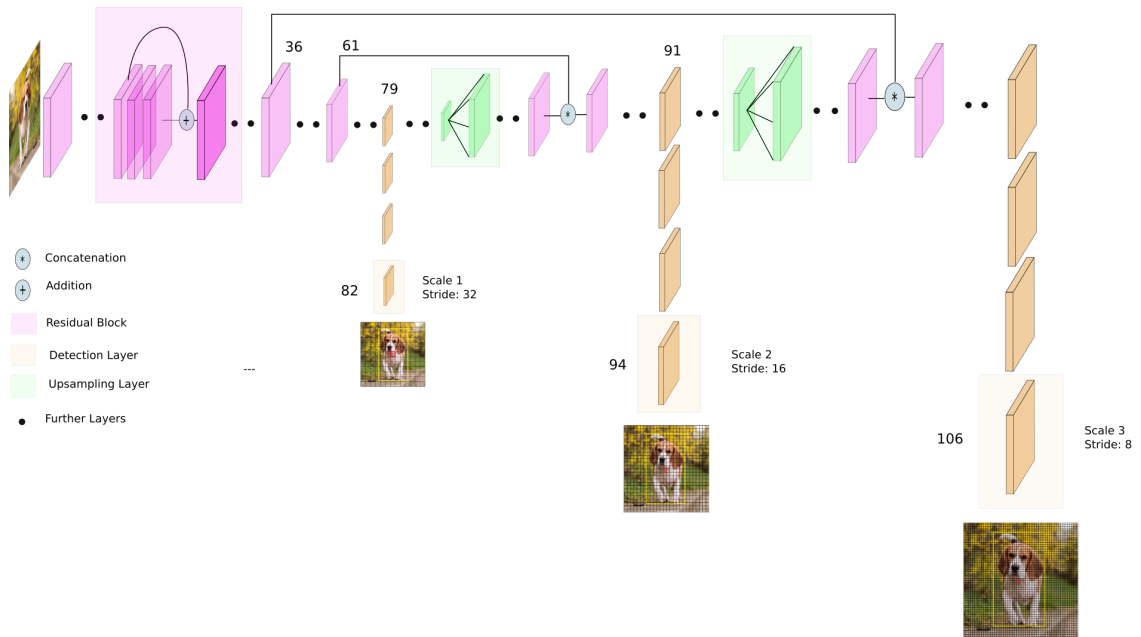 36
61
79
91
Concatenation
Addition
Residual Block
Detection Layer
Upsampling Layer
Further Layers
---
82
Scale 1
Stride: 32
94
Scale 2
Stride: 16
106
Scale 3
Stride: 8
*
+
*
*
+
*